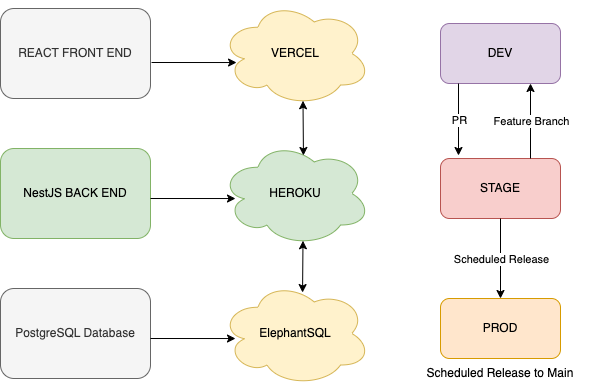 REACT FRONT END
VERCEL
DEV
PR
Feature Branch
NestJS BACK END
HEROKU
STAGE
Scheduled Release
PostgreSQL Database
ElephantSQL
PROD
Scheduled Release to Main